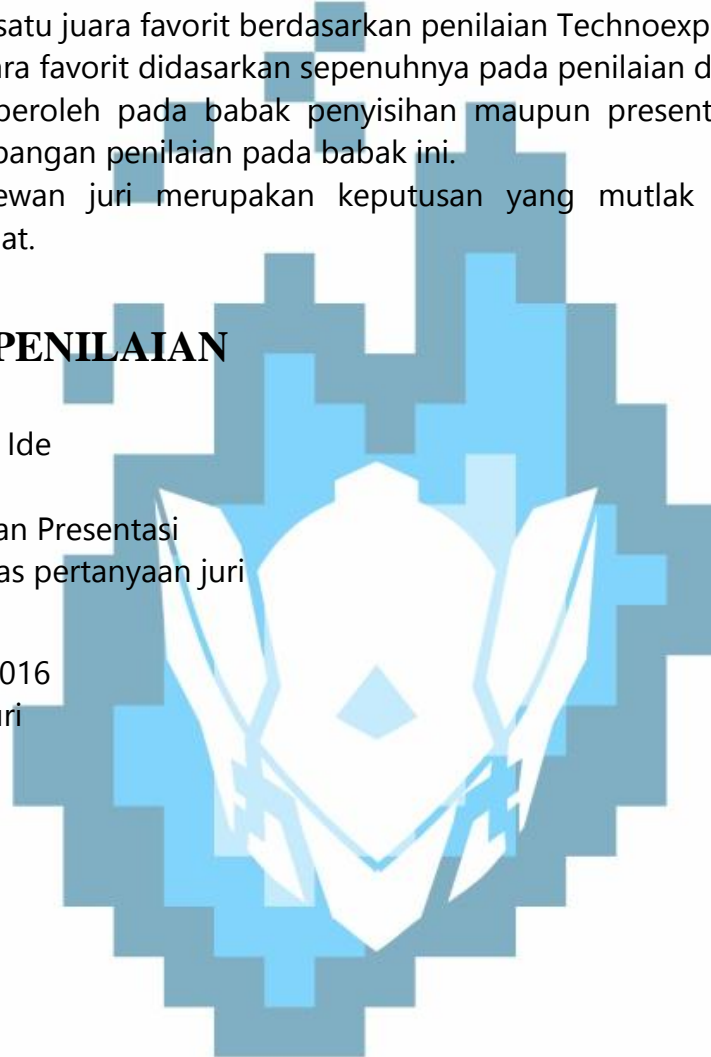 satu juara favorit berdasarkan penilaian Technoexp
ara favorit didasarkan sepenuhnya pada penilaian d
peroleh pada babak penyisihan maupun present
bangan penilaian pada babak ini.
ewan juri merupakan keputusan yang mutlak
at.
PENILAIAN
Ide
an Presentasi
as pertanyaan juri
016
uri